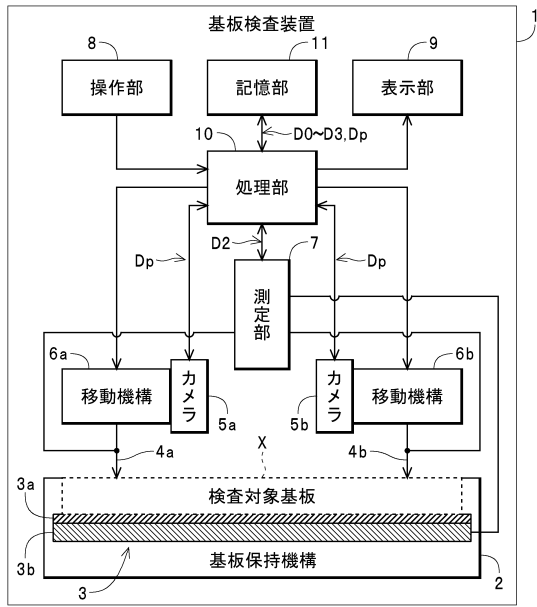 基板検査装置
1
8
11
9
操作部
記憶部
表示部
10
D0～D3,Dp
処理部
Dp
D2
7
Dp
測定部
6a
6b
移動機構
カメラ
カメラ
移動機構
5a
5b
4a
X
4b
3a
検査対象基板
3b
基板保持機構
3
2